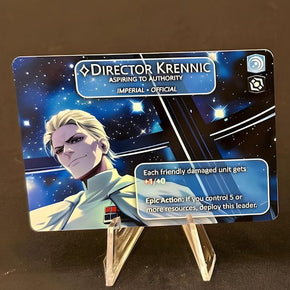 DIRECTOR KRENNIC
ASPIRING TO AUTHORITY
IMPERIAL • OFFICIAL
Each friendly damaged unit gets
+1/+0.
Epic Action: If you control 5 or
more resources, deploy this leader.